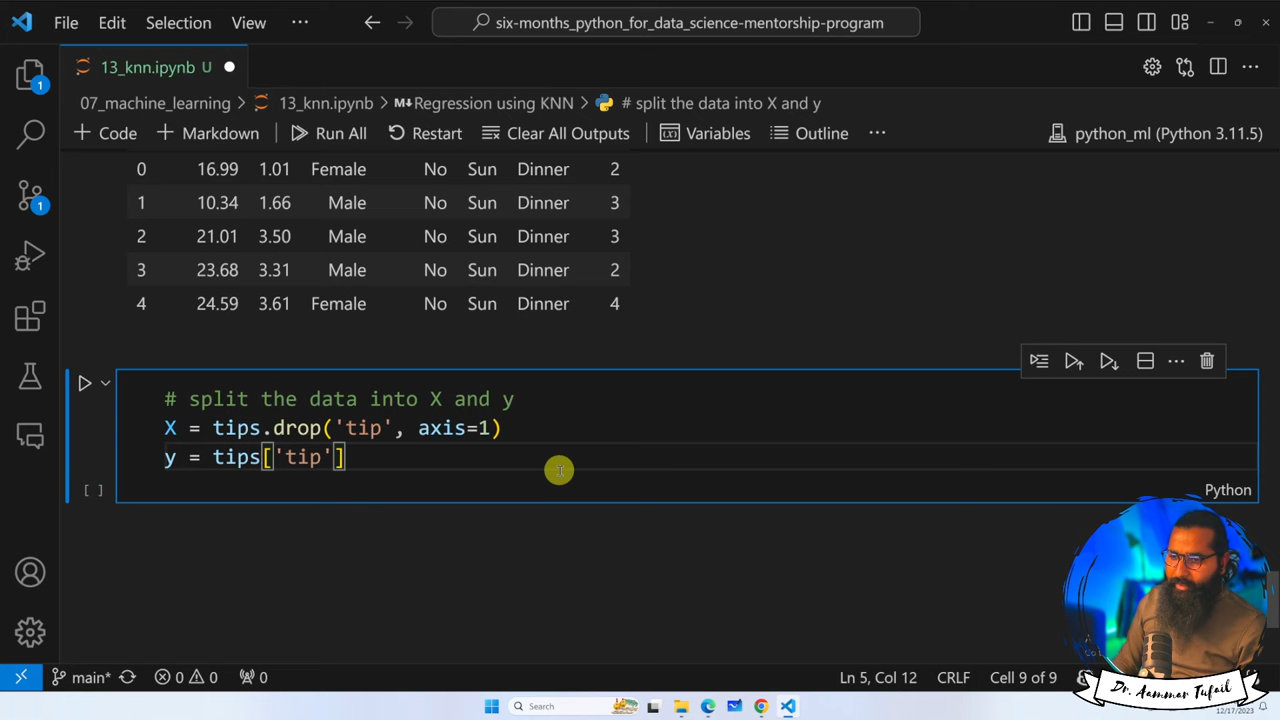 File Edit Selection View ··· six-months_python_for_data_science-mentorship-program
13_knn.ipynb U
07_machine_learning > 13_knn.ipynb > M↓Regression using KNN > # split the data into X and y
+ Code + Markdown Run All Restart Clear All Outputs Variables Outline ··· python_ml (Python 3.11.5)
0 16.99 1.01 Female No Sun Dinner 2
1 10.34 1.66 Male No Sun Dinner 3
2 21.01 3.50 Male No Sun Dinner 3
3 23.68 3.31 Male No Sun Dinner 2
4 24.59 3.61 Female No Sun Dinner 4
# split the data into X and y
X = tips.drop('tip', axis=1)
y = tips['tip']
[ ] Python
1
1
main* 0 0 0 Ln 5, Col 12 CRLF Cell 9 of 9
Dr. Aammar Tufail
Search
12/17/2023